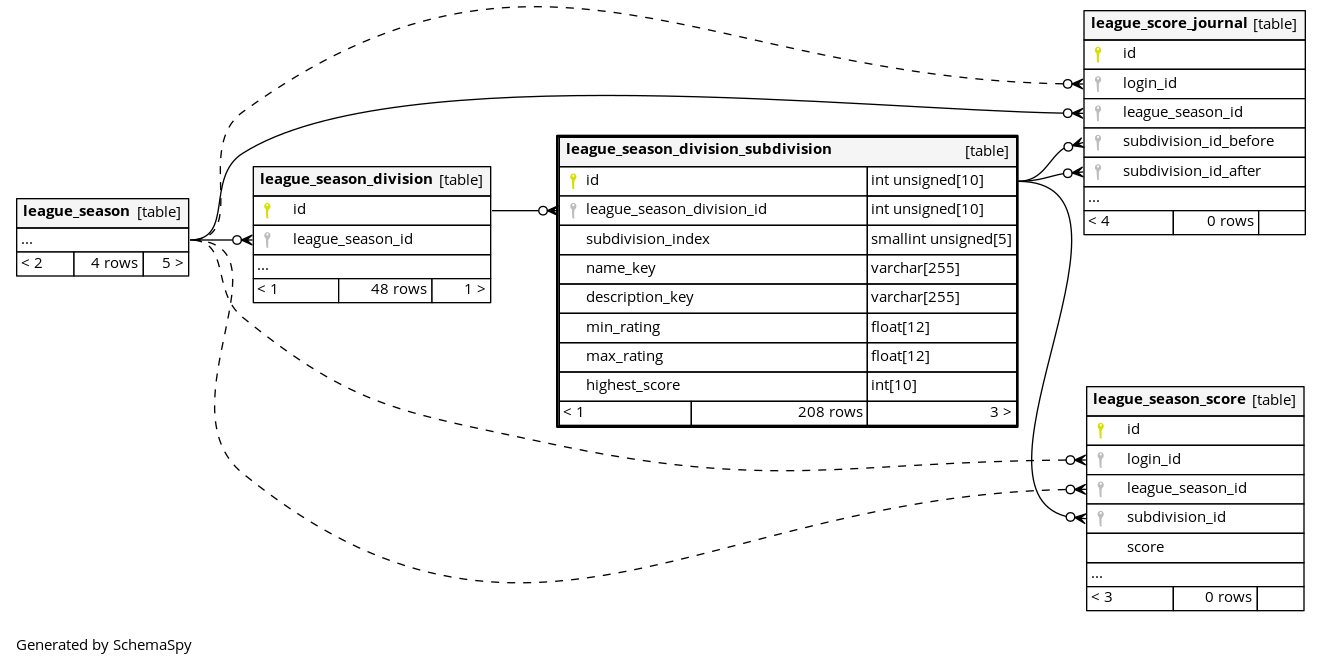 league_season [table]
...
< 2 4 rows 5 >
league_season_division [table]
id
league_season_id
...
< 1 48 rows 1 >
league_season_division_subdivision [table]
id int unsigned[10]
league_season_division_id int unsigned[10]
subdivision_index smallint unsigned[5]
name_key varchar[255]
description_key varchar[255]
min_rating float[12]
max_rating float[12]
highest_score int[10]
< 1 208 rows 3 >
league_score_journal [table]
id
login_id
league_season_id
subdivision_id_before
subdivision_id_after
...
< 4 0 rows
league_season_score [table]
id
login_id
league_season_id
subdivision_id
score
...
< 3 0 rows
Generated by SchemaSpy